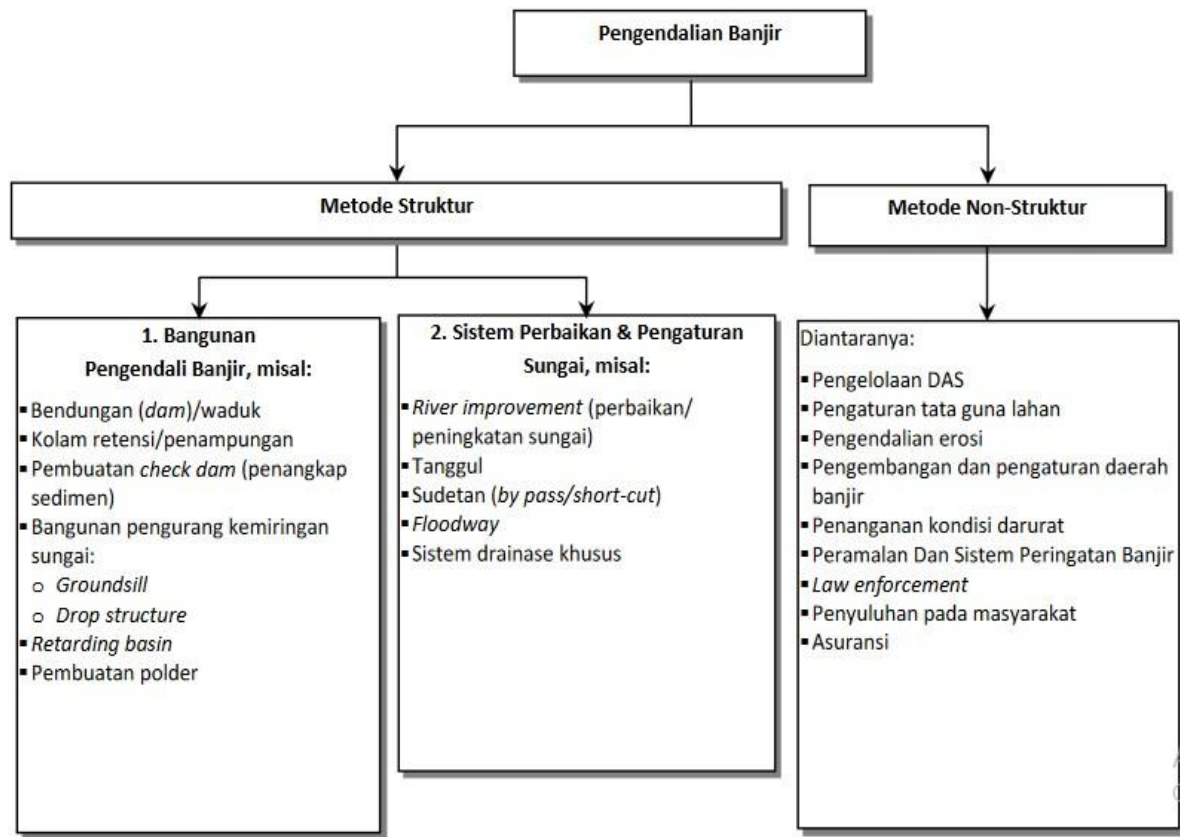 Pengendalian Banjir
Metode Struktur
Metode Non-Struktur
1. Bangunan
Pengendali Banjir, misal:
▪ Bendungan (dam)/waduk
▪ Kolam retensi/penampungan
▪ Pembuatan check dam (penangkap
sedimen)
▪ Bangunan pengurang kemiringan
sungai:
o Groundsill
o Drop structure
▪ Retarding basin
▪ Pembuatan polder
2. Sistem Perbaikan & Pengaturan
Sungai, misal:
▪ River improvement (perbaikan/
peningkatan sungai)
▪ Tanggul
▪ Sudetan (by pass/short-cut)
▪ Floodway
▪ Sistem drainase khusus
Diantaranya:
▪ Pengelolaan DAS
▪ Pengaturan tata guna lahan
▪ Pengendalian erosi
▪ Pengembangan dan pengaturan daerah
banjir
▪ Penanganan kondisi darurat
▪ Peramalan Dan Sistem Peringatan Banjir
▪ Law enforcement
▪ Penyuluhan pada masyarakat
▪ Asuransi